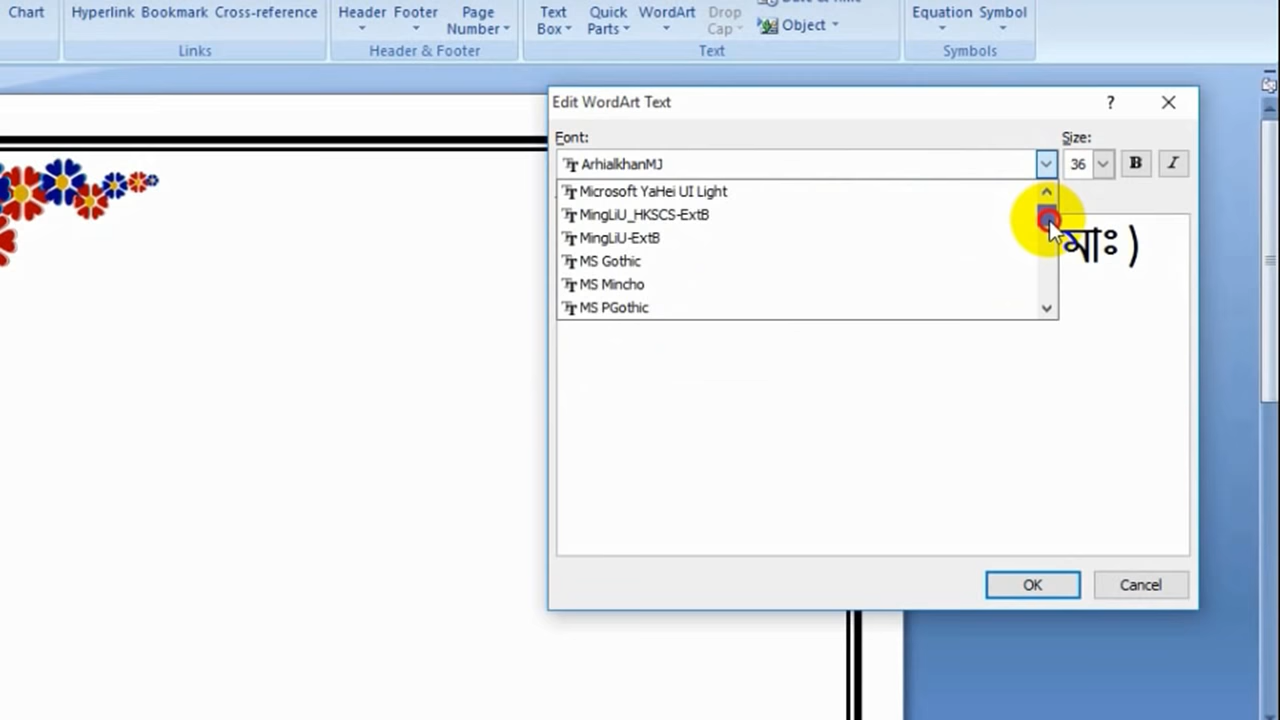 Chart
Hyperlink Bookmark Cross-reference
Links
Header Footer Page Number
Header & Footer
Text Box Quick Parts WordArt Drop Cap
Object
Text
Equation Symbol
Symbols
Edit WordArt Text
?
Font:
Size:
ArhialkhanMJ
36
B
I
Microsoft YaHei UI Light
MingLiU_HKSCS-ExtB
MingLiU-ExtB
MS Gothic
MS Mincho
MS PGothic
মাঃ)
OK
Cancel